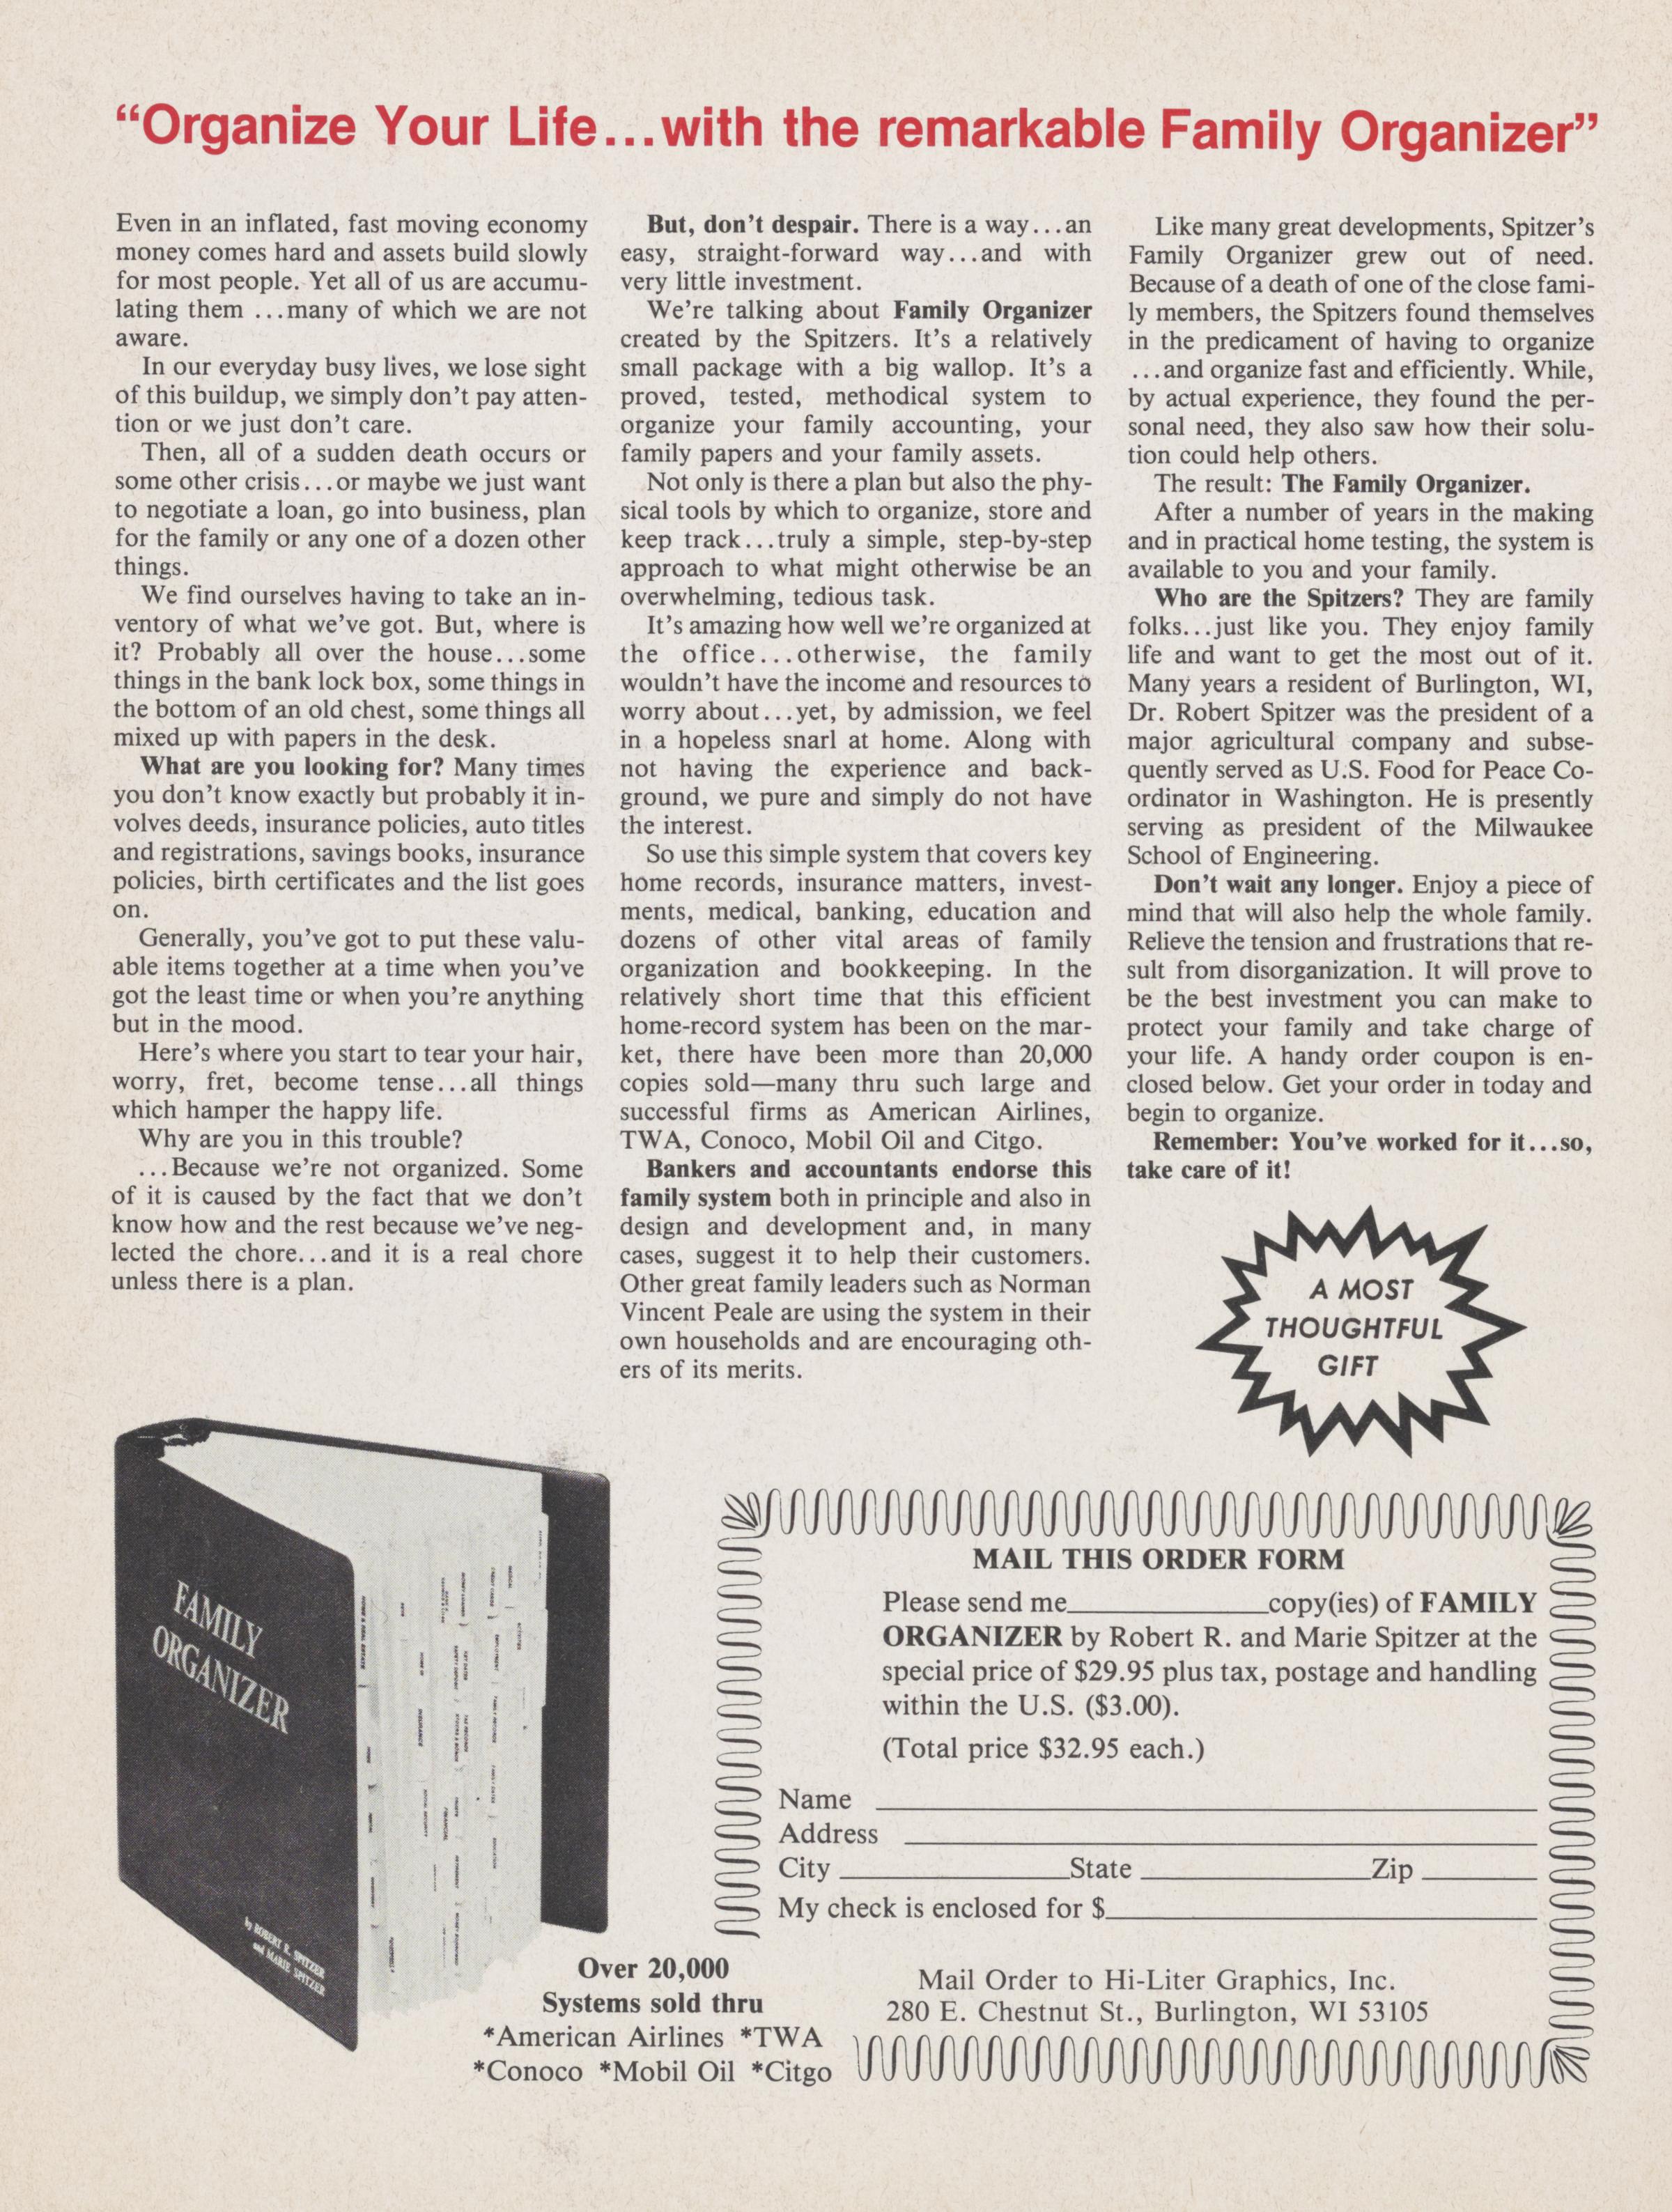 “Organize Your Life...with the remarkable Family Organizer”
Even in an inflated, fast moving economy
money comes hard and assets build slowly
for most people. Yet all of us are accumu-
lating them ...many of which we are not
aware.
In our everyday busy lives, we lose sight
of this buildup, we simply don't pay atten-
tion or we just don't care.
Then, all of a sudden death occurs or
some other crisis...or maybe we just want
to negotiate a loan, go into business, plan
for the family or any one of a dozen other
things.
We find ourselves having to take an in-
ventory of what we've got. But, where is
it? Probably all over the house...some
things in the bank lock box, some things in
the bottom of an old chest, some things all
mixed up with papers in the desk.
What are you looking for? Many times
you don't know exactly but probably it in-
volves deeds, insurance policies, auto titles
and registrations, savings books, insurance
policies, birth certificates and the list goes
on.
Generally, you've got to put these valu-
able items together at a time when you've
got the least time or when you're anything
but in the mood.
Here's where you start to tear your hair,
worry, fret, become tense...all things
which hamper the happy life.
Why are you in this trouble?
...Because we're not organized. Some
of it is caused by the fact that we don't
know how and the rest because we've neg-
lected the chore...and it is a real chore
unless there is a plan.
But, don't despair. There is a way...an
easy, straight-forward way...and with
very little investment.
We're talking about Family Organizer
created by the Spitzers. It's a relatively
small package with a big wallop. It's a
proved, tested, methodical system to
organize your family accounting, your
family papers and your family assets.
Not only is there a plan but also the phy-
sical tools by which to organize, store and
keep track...truly a simple, step-by-step
approach to what might otherwise be an
overwhelming, tedious task.
It's amazing how well we're organized at
the office...otherwise, the family
wouldn't have the income and resources to
worry about...yet, by admission, we feel
in a hopeless snarl at home. Along with
not having the experience and back-
ground, we pure and simply do not have
the interest.
So use this simple system that covers key
home records, insurance matters, invest-
ments, medical, banking, education and
dozens of other vital areas of family
organization and bookkeeping. In the
relatively short time that this efficient
home-record system has been on the mar-
ket, there have been more than 20,000
copies sold—many thru such large and
successful firms as American Airlines,
TWA, Conoco, Mobil Oil and Citgo.
Bankers and accountants endorse this
family system both in principle and also in
design and development and, in many
cases, suggest it to help their customers.
Other great family leaders such as Norman
Vincent Peale are using the system in their
own households and are encouraging oth-
ers of its merits.
Like many great developments, Spitzer's
Family Organizer grew out of need.
Because of a death of one of the close fami-
ly members, the Spitzers found themselves
in the predicament of having to organize
...and organize fast and efficiently. While,
by actual experience, they found the per-
sonal need, they also saw how their solu-
tion could help others.
The result: The Family Organizer.
After a number of years in the making
and in practical home testing, the system is
available to you and your family.
Who are the Spitzers? They are family
folks...just like you. They enjoy family
life and want to get the most out of it.
Many years a resident of Burlington, WI,
Dr. Robert Spitzer was the president of a
major agricultural company and subse-
quently served as U.S. Food for Peace Co-
ordinator in Washington. He is presently
serving as president of the Milwaukee
School of Engineering.
Don't wait any longer. Enjoy a piece of
mind that will also help the whole family.
Relieve the tension and frustrations that re-
sult from disorganization. It will prove to
be the best investment you can make to
protect your family and take charge of
your life. A handy order coupon is en-
closed below. Get your order in today and
begin to organize.
Remember: You've worked for it...so,
take care of it!
A MOST
THOUGHTFUL
GIFT
FAMILY
ORGANIZER
by ROBERT R. SPITZER
and MARIE SPITZER
Over 20,000
Systems sold thru
*American Airlines *TWA
*Conoco *Mobil Oil *Citgo
MAIL THIS ORDER FORM
Please send me____copy(ies) of FAMILY
ORGANIZER by Robert R. and Marie Spitzer at the
special price of $29.95 plus tax, postage and handling
within the U.S. ($3.00).
(Total price $32.95 each.)
Name
Address
City ____State ____Zip ____
My check is enclosed for $____
Mail Order to Hi-Liter Graphics, Inc.
280 E. Chestnut St., Burlington, WI 53105